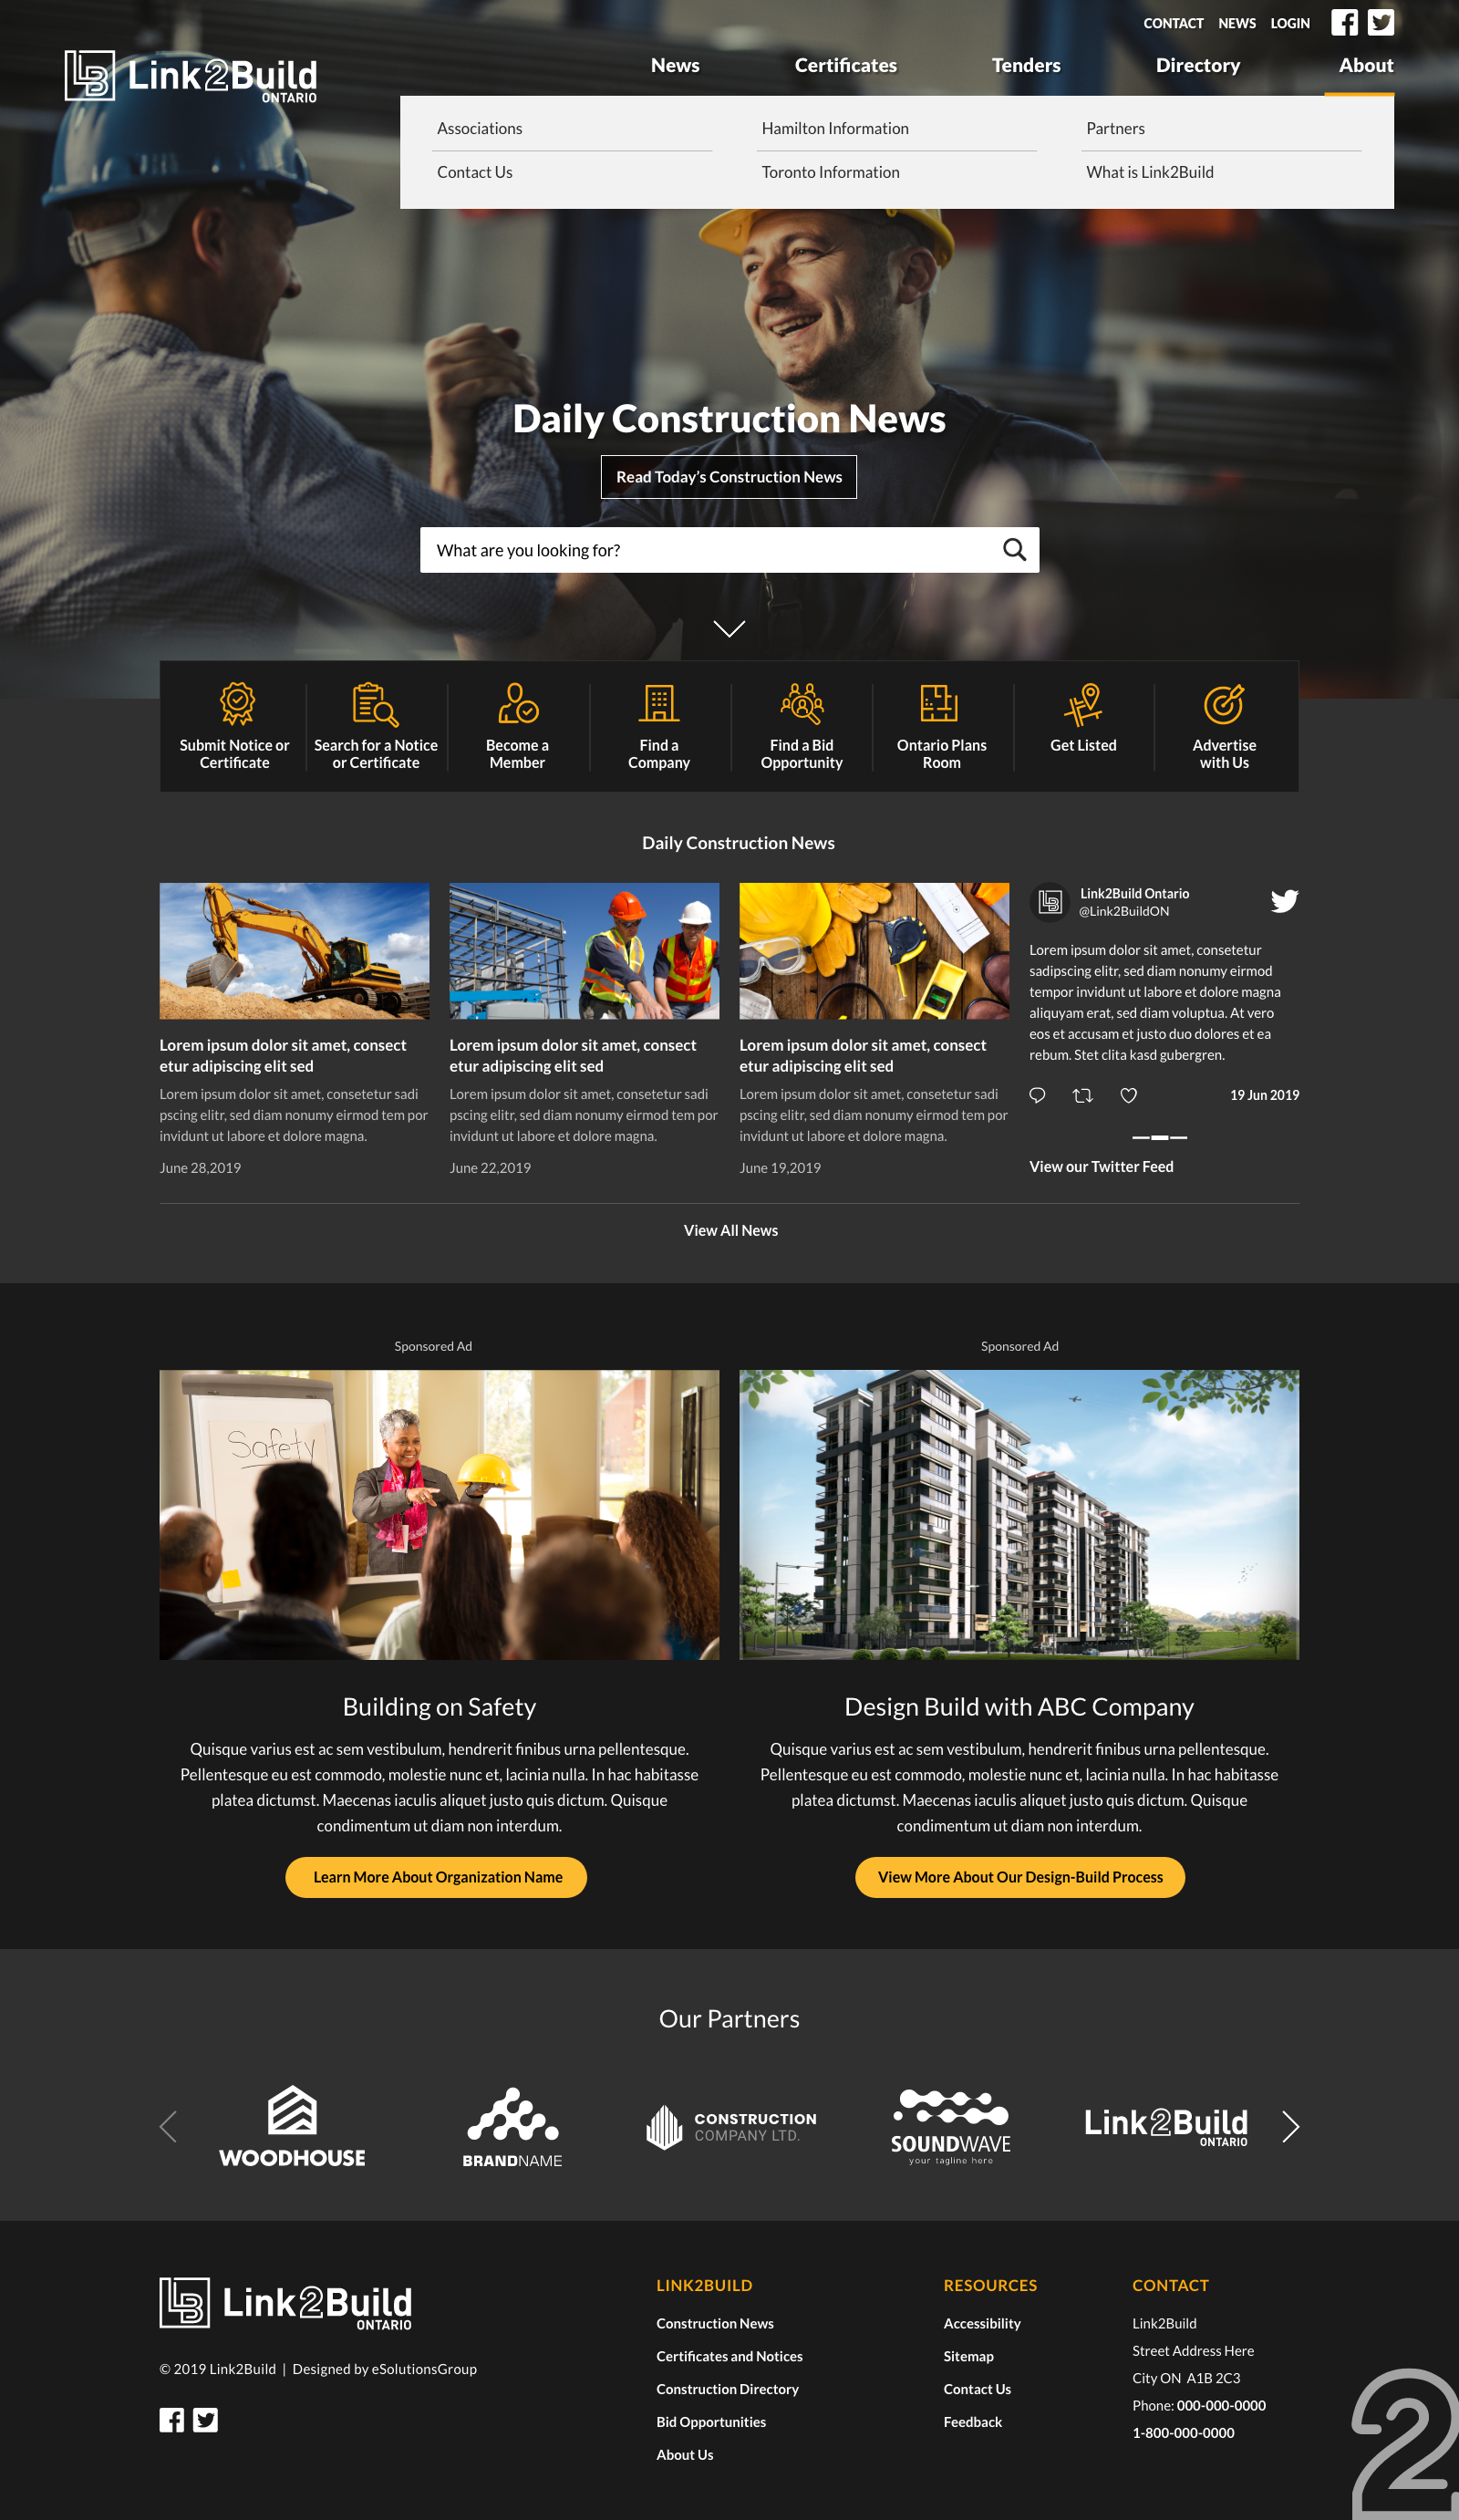 CONTACT NEWS LOGIN
Link2Build
ONTARIO
News Certificates Tenders Directory About
Associations Hamilton Information Partners
Contact Us Toronto Information What is Link2Build
Daily Construction News
Read Today's Construction News
What are you looking for?
Submit Notice or
Certificate
Search for a Notice
or Certificate
Become a
Member
Find a
Company
Find a Bid
Opportunity
Ontario Plans
Room
Get Listed
Advertise
with Us
Daily Construction News
Lorem ipsum dolor sit amet, consect
etur adipiscing elit sed
Lorem ipsum dolor sit amet, consetetur sadi
pscing elitr, sed diam nonumy eirmod tem por
invidunt ut labore et dolore magna.
June 28,2019
Lorem ipsum dolor sit amet, consect
etur adipiscing elit sed
Lorem ipsum dolor sit amet, consetetur sadi
pscing elitr, sed diam nonumy eirmod tem por
invidunt ut labore et dolore magna.
June 22,2019
Lorem ipsum dolor sit amet, consect
etur adipiscing elit sed
Lorem ipsum dolor sit amet, consetetur sadi
pscing elitr, sed diam nonumy eirmod tem por
invidunt ut labore et dolore magna.
June 19,2019
Link2Build Ontario
@Link2BuildON
Lorem ipsum dolor sit amet, consetetur
sadipscing elitr, sed diam nonumy eirmod
tempor invidunt ut labore et dolore magna
aliquyam erat, sed diam voluptua. At vero
eos et accusam et justo duo dolores et ea
rebum. Stet clita kasd gubergren.
19 Jun 2019
View our Twitter Feed
View All News
Sponsored Ad
Safety
Building on Safety
Quisque varius est ac sem vestibulum, hendrerit finibus urna pellentesque.
Pellentesque eu est commodo, molestie nunc et, lacinia nulla. In hac habitasse
platea dictumst. Maecenas iaculis aliquet justo quis dictum. Quisque
condimentum ut diam non interdum.
Learn More About Organization Name
Sponsored Ad
Design Build with ABC Company
Quisque varius est ac sem vestibulum, hendrerit finibus urna pellentesque.
Pellentesque eu est commodo, molestie nunc et, lacinia nulla. In hac habitasse
platea dictumst. Maecenas iaculis aliquet justo quis dictum. Quisque
condimentum ut diam non interdum.
View More About Our Design-Build Process
Our Partners
WOODHOUSE
BRANDNAME
CONSTRUCTION
COMPANY LTD.
SOUNDWAVE
your tagline here
Link2Build
ONTARIO
Link2Build
ONTARIO
© 2019 Link2Build | Designed by eSolutionsGroup
LINK2BUILD
Construction News
Certificates and Notices
Construction Directory
Bid Opportunities
About Us
RESOURCES
Accessibility
Sitemap
Contact Us
Feedback
CONTACT
Link2Build
Street Address Here
City ON A1B 2C3
Phone: 000-000-0000
1-800-000-0000
2